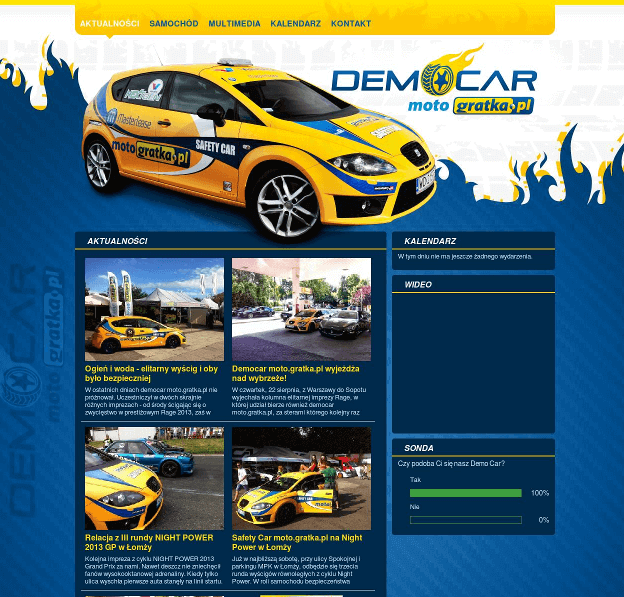 AKTUALNOŚCI SAMOCHÓD MULTIMEDIA KALENDARZ KONTAKT
DEMOCAR
moto gratka.pl
MasterLease
moto gratka.pl
SAFETY CAR
AKTUALNOŚCI
Ogień i woda - elitarny wyścig i oby było bezpieczniej
W ostatnich dniach democar moto.gratka.pl nie
próżnował. Uczestniczył w dwóch skrajnie
różnych imprezach - od środy ścigając się o
zwycięstwo w prestiżowym Rage 2013, zaś w
Democar moto.gratka.pl wyjeżdża
nad wybrzeże!
W czwartek, 22 sierpnia, z Warszawy do Sopotu
wyjechała kolumna elitarnej imprezy Rage, w
której udział bierze również democar
moto.gratka.pl, za sterami którego kolejny raz
Relacja z III rundy NIGHT POWER
2013 GP w Łomży
Kolejna impreza z cyklu NIGHT POWER 2013
Grand Prix za nami. Nawet deszcz nie zniechęcił
fanów wysokooktanowej adrenaliny. Kiedy tylko
ulica wyschła pierwsze auta stanęły na linii startu.
Safety Car moto.gratka.pl na Night
Power w Łomży
Już w najbliższą sobotę, przy ulicy Spokojnej i
parkingu MPK w Łomży, odbędzie się trzecia
runda wyścigów równoległych z cyklu Night
Power. W roli samochodu bezpieczeństwa
KALENDARZ
W tym dniu nie ma jeszcze żadnego wydarzenia.
WIDEO
SONDA
Czy podoba Ci się nasz Demo Car?
Tak
100%
Nie
0%
DEMOCAR
gratka.pl